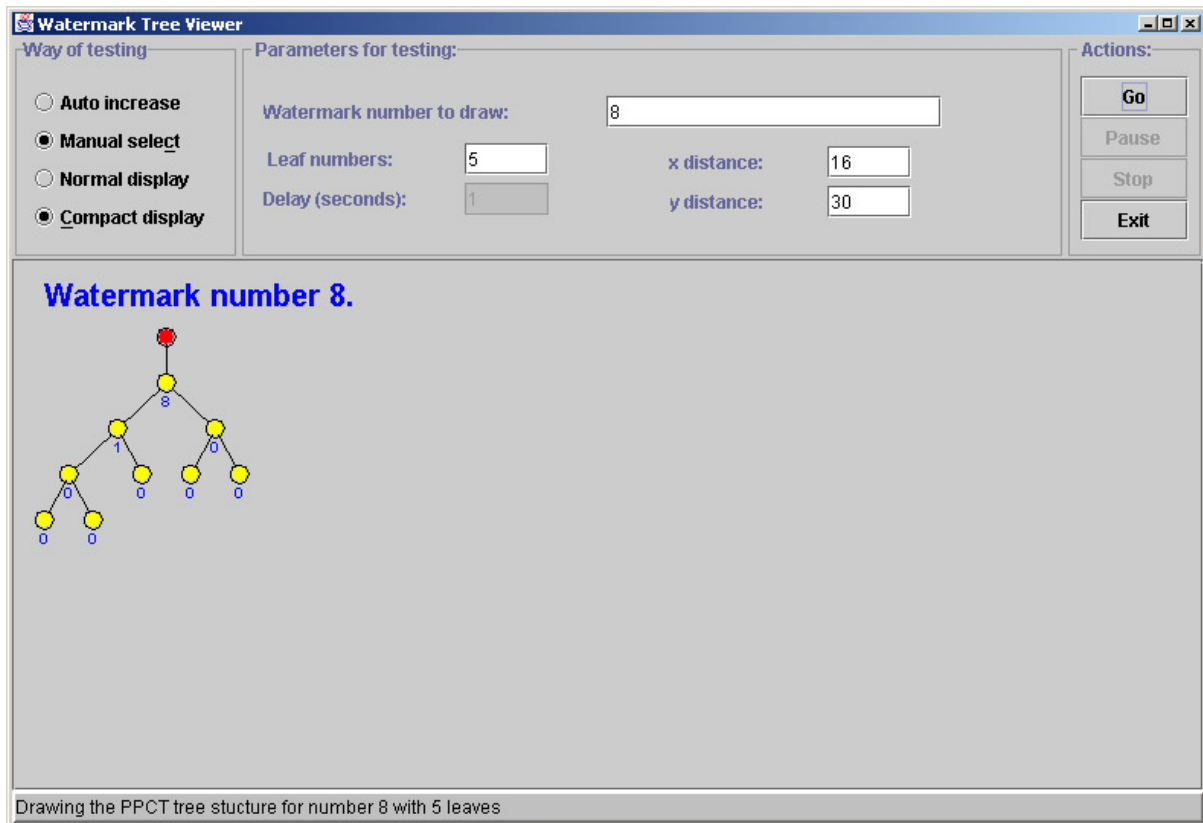 Watermark Tree Viewer
Way of testing
Auto increase
Manual select
Normal display
Compact display
Parameters for testing:
Watermark number to draw: 8
Leaf numbers: 5 x distance: 16
Delay (seconds): 1 y distance: 30
Actions:
Go
Pause
Stop
Exit
Watermark number 8.
8
1 0
0 0 0 0
0 0
Drawing the PPCT tree stucture for number 8 with 5 leaves